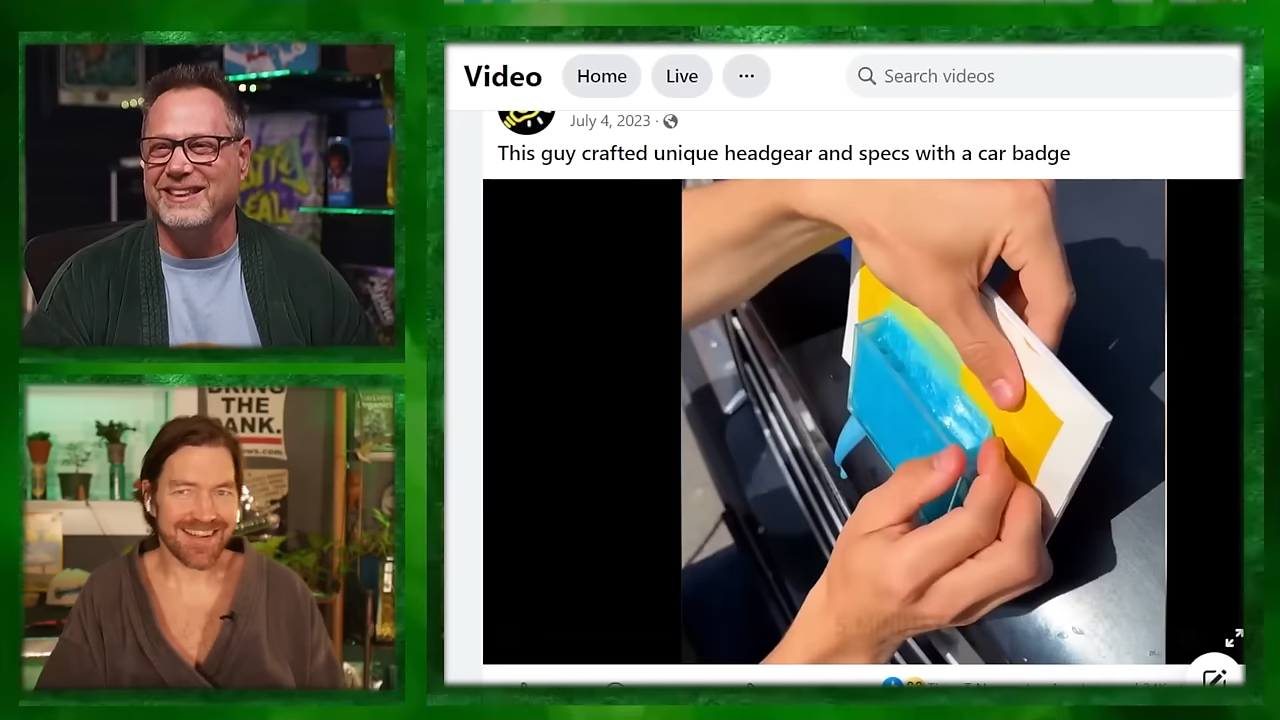 Video
Home
Live
Search videos
July 4, 2023
This guy crafted unique headgear and specs with a car badge
BRING
THE